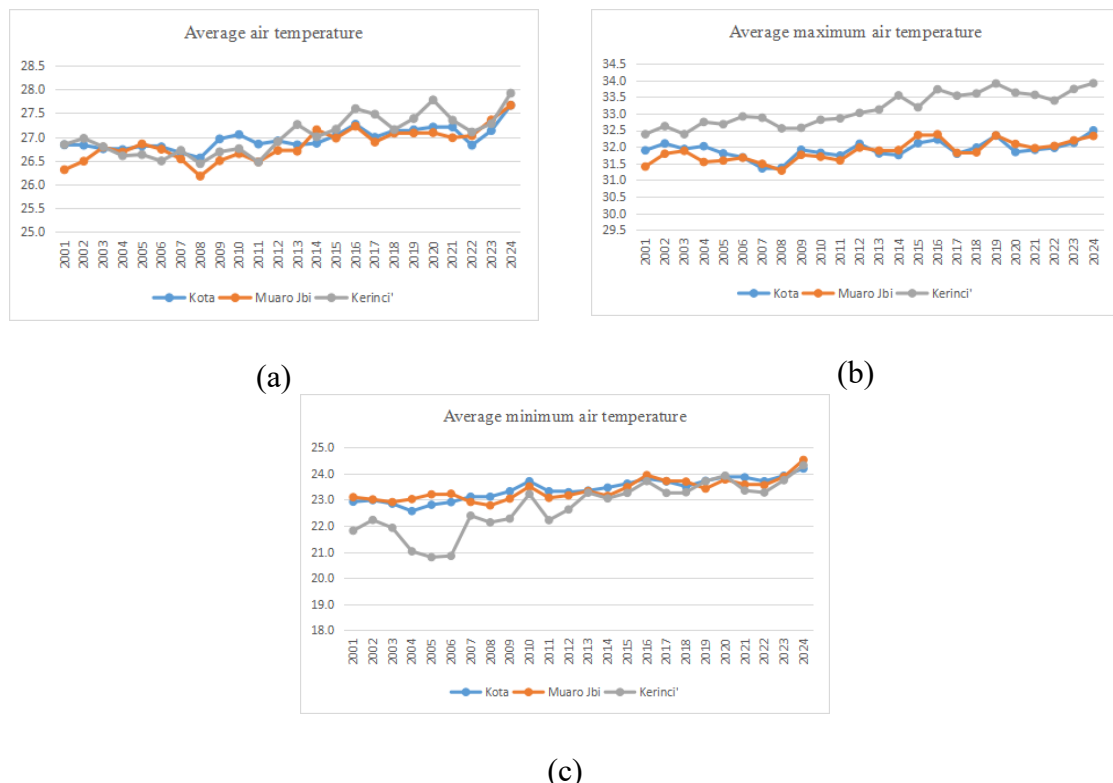 Average air temperature
28.5
28.0
27.5
27.0
26.5
26.0
25.5
25.0
2001 2002 2003 2004 2005 2006 2007 2008 2009 2010 2011 2012 2013 2014 2015 2016 2017 2018 2019 2020 2021 2022 2023 2024
Kota Muaro Jbi Kerinci'
(a)
Average maximum air temperature
34.5
34.0
33.5
33.0
32.5
32.0
31.5
31.0
30.5
30.0
29.5
2001 2002 2003 2004 2005 2006 2007 2008 2009 2010 2011 2012 2013 2014 2015 2016 2017 2018 2019 2020 2021 2022 2023 2024
Kota Muaro Jbi Kerinci'
(b)
Average minimum air temperature
25.0
24.0
23.0
22.0
21.0
20.0
19.0
18.0
2001 2002 2003 2004 2005 2006 2007 2008 2009 2010 2011 2012 2013 2014 2015 2016 2017 2018 2019 2020 2021 2022 2023 2024
Kota Muaro Jbi Kerinci'
(c)